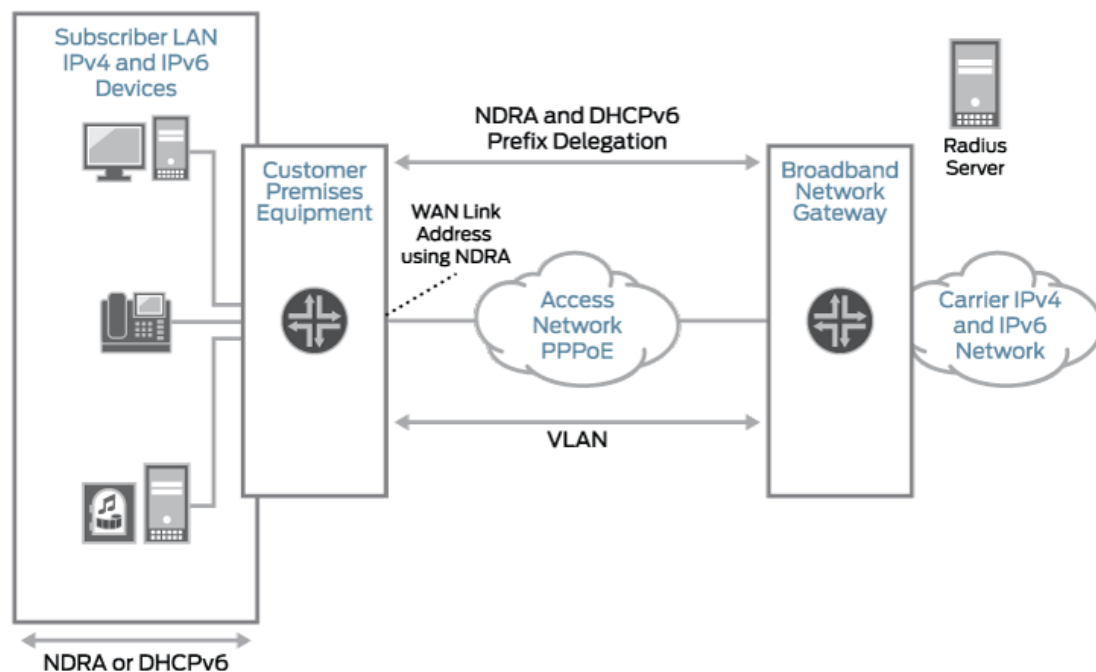 Subscriber LAN
IPv4 and IPv6
Devices
Customer
Premises
Equipment
NDRA and DHCPv6
Prefix Delegation
WAN Link
Address
using NDRA
Access
Network
PPPoE
VLAN
Broadband
Network
Gateway
Radius
Server
Carrier IPv4
and IPv6
Network
NDRA or DHCPv6